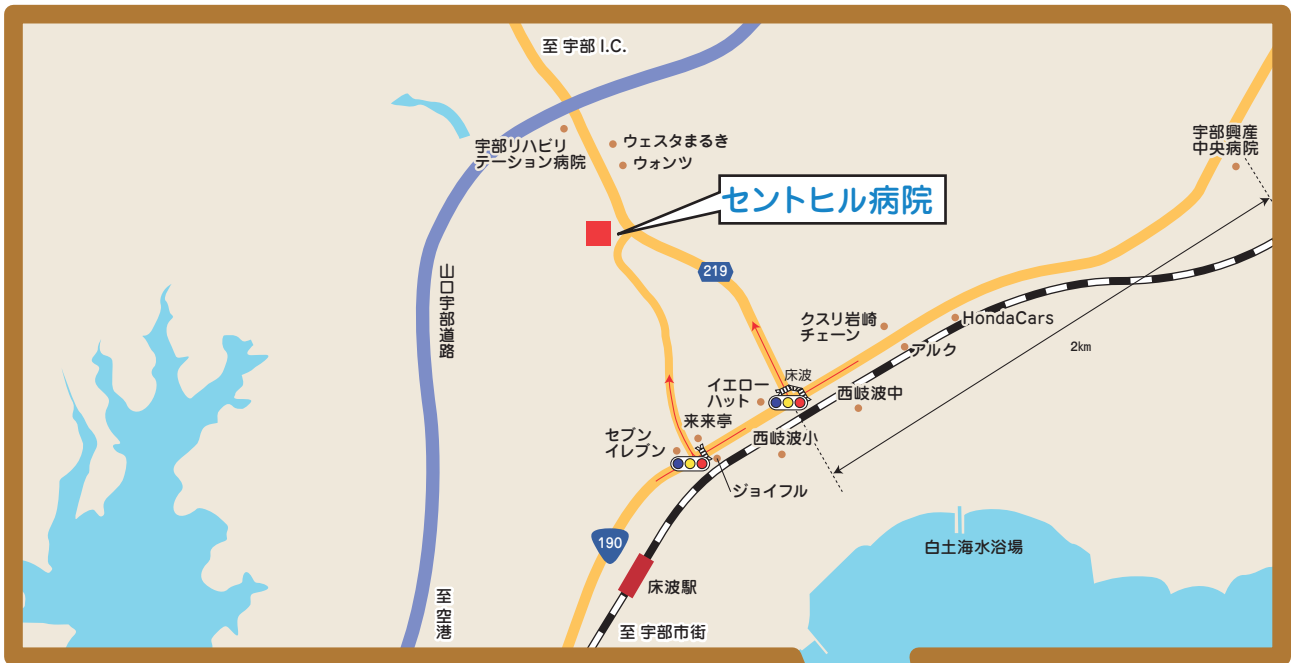 至 宇部 I.C.
宇部リハビリ
テーション病院
ウェスタまるき
ウォンツ
宇部興産
中央病院
セントヒル病院
219
山口宇部道路
クスリ岩崎
チェーン
HondaCars
アルク
2km
床波
イエロー
ハット
西岐波中
来来亭
セブン
イレブン
西岐波小
ジョイフル
190
白土海水浴場
床波駅
至 空港
至 宇部市街